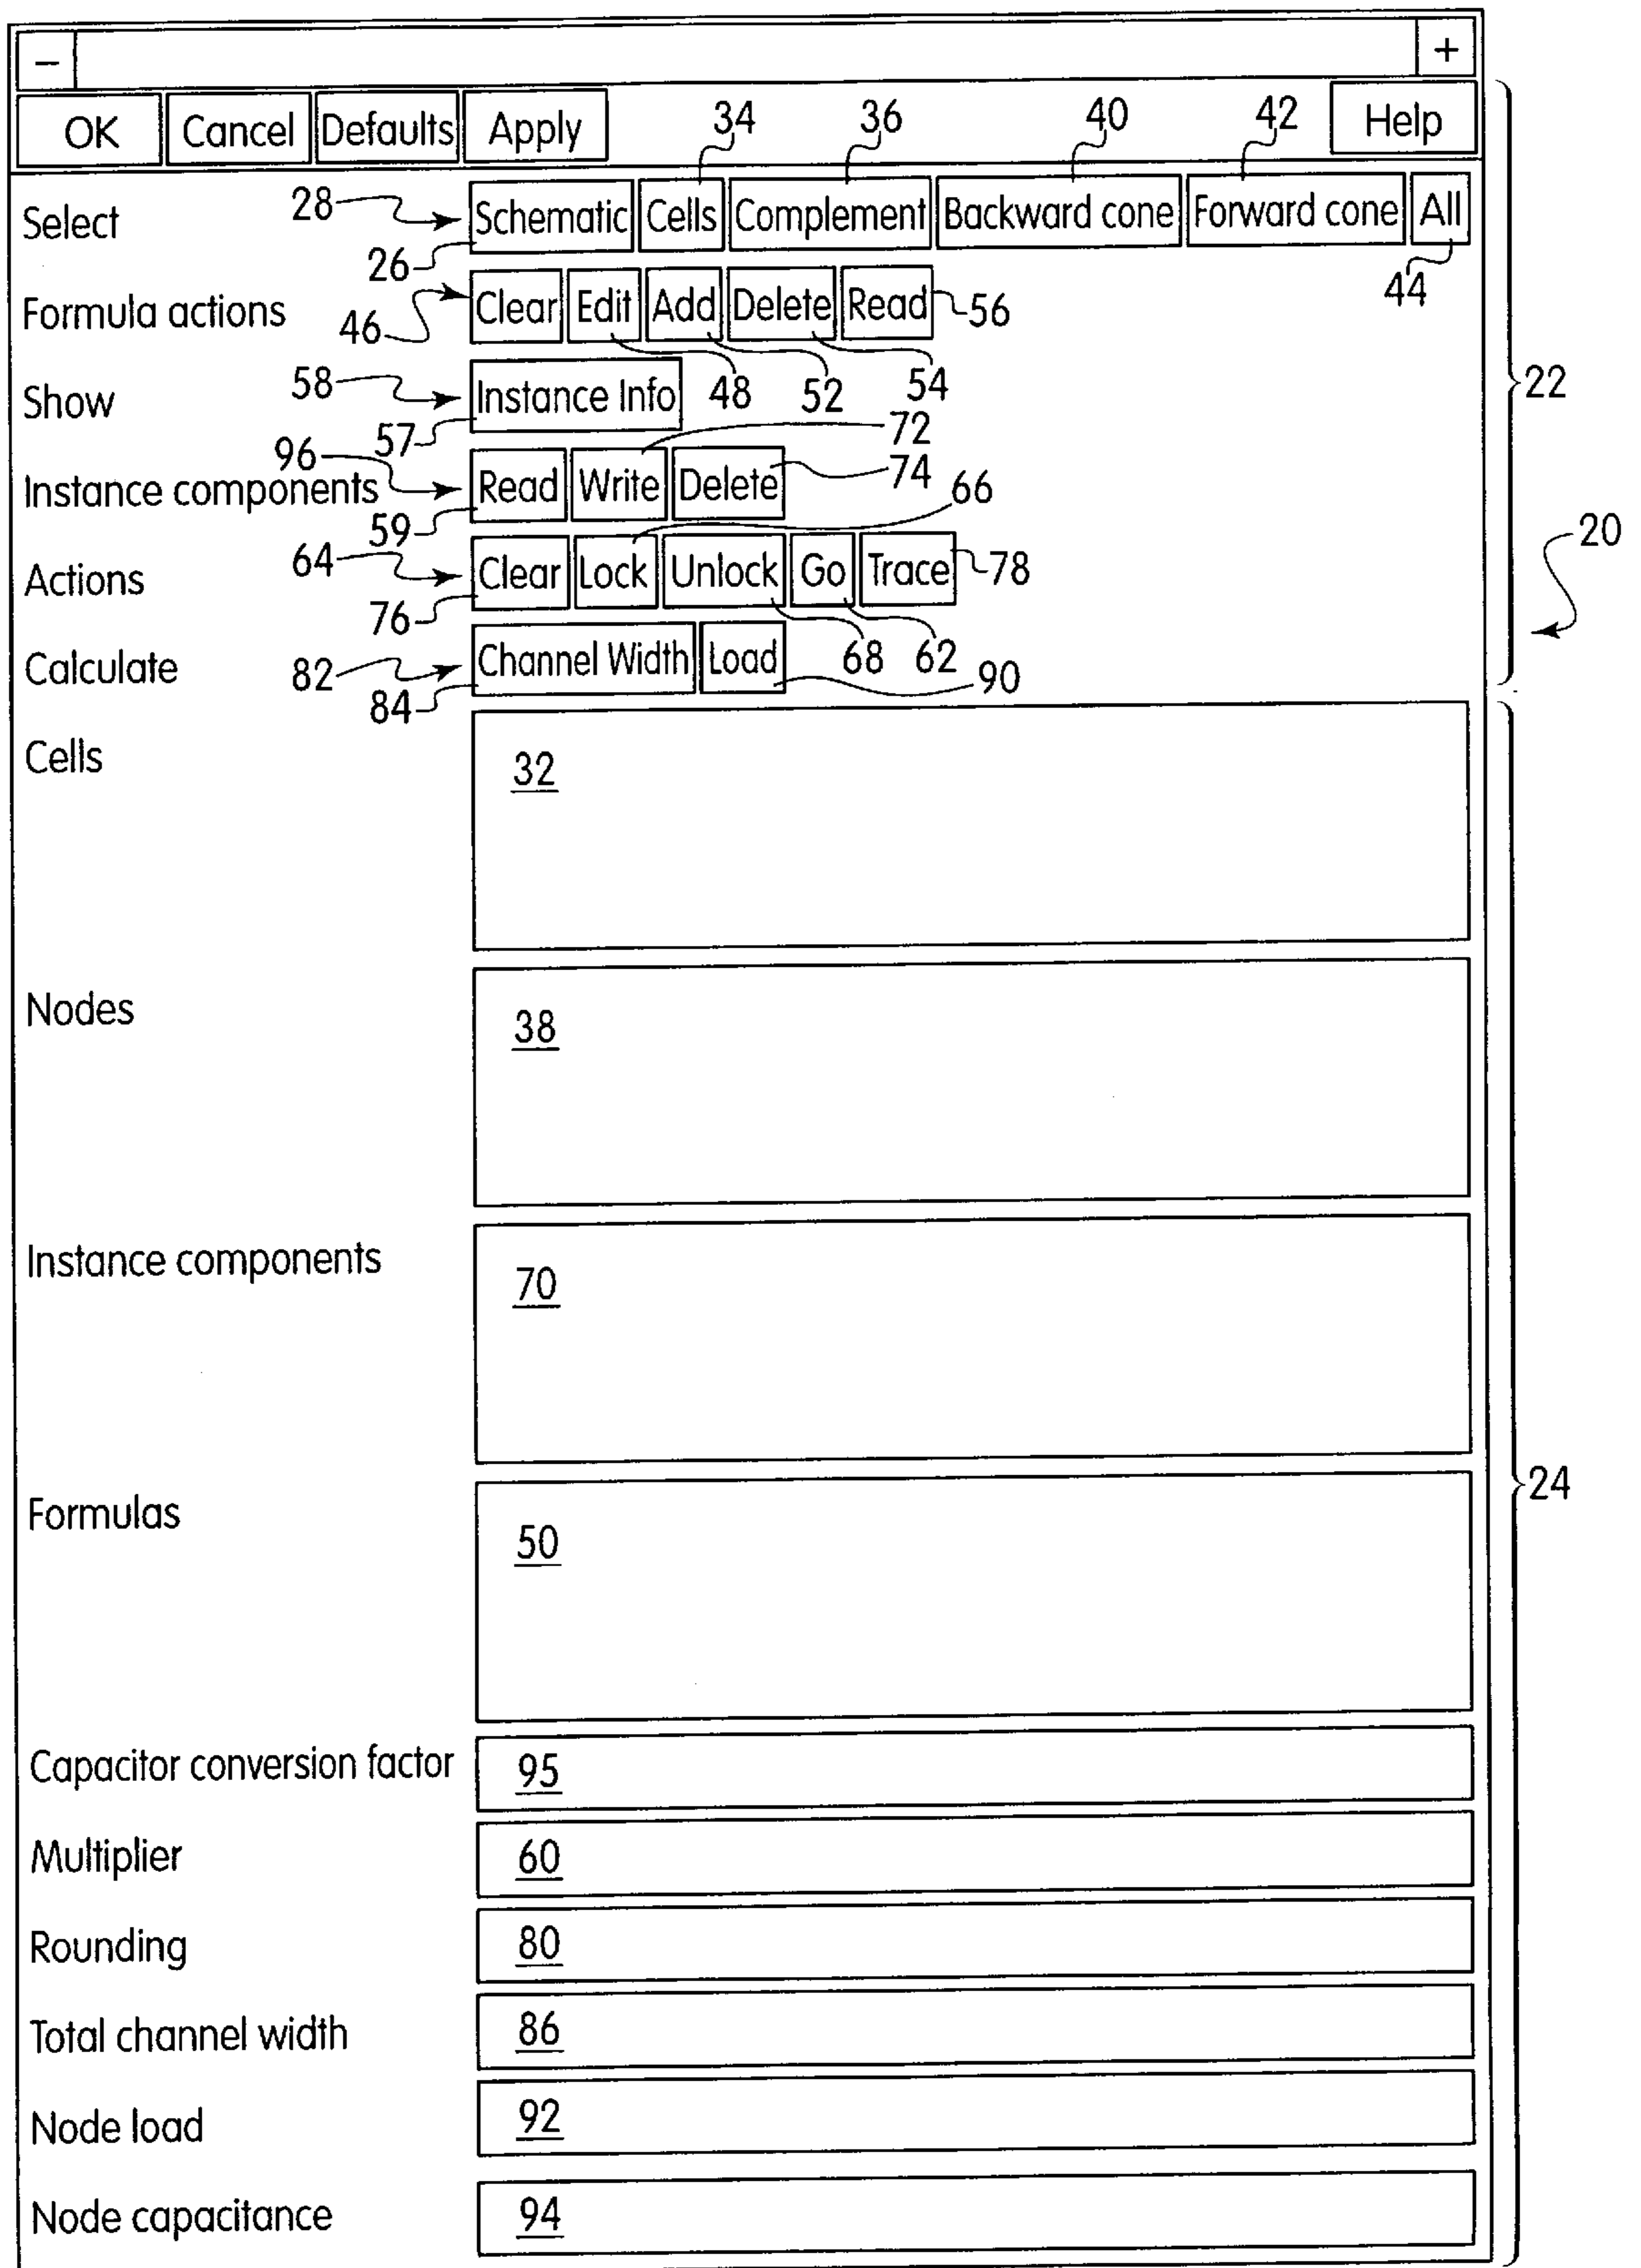 − +
OK Cancel Defaults Apply 34 36 40 42 Help
Select 28 Schematic Cells Complement Backward cone Forward cone All
26 44
Formula actions 46 Clear Edit Add Delete Read 56
Show 58 Instance Info 48 52 54 22
57 72
96 74
Instance components Read Write Delete 66
59 20
Actions 64 Clear Lock Unlock Go Trace 78
76
Calculate 82 Channel Width Load 68 62 90
84
Cells 32
Nodes 38
Instance components 70
Formulas 50 24
Capacitor conversion factor 95
Multiplier 60
Rounding 80
Total channel width 86
Node load 92
Node capacitance 94